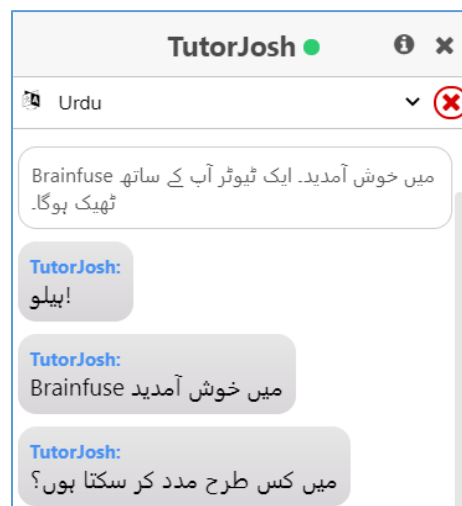 TutorJosh
Urdu
Brainfuse میں خوش آمدید۔ ایک ٹیوٹر آپ کے ساتھ
ٹھیک ہوگا۔
TutorJosh:
ہیلو!
TutorJosh:
Brainfuse میں خوش آمدید
TutorJosh:
میں کس طرح مدد کر سکتا ہوں؟